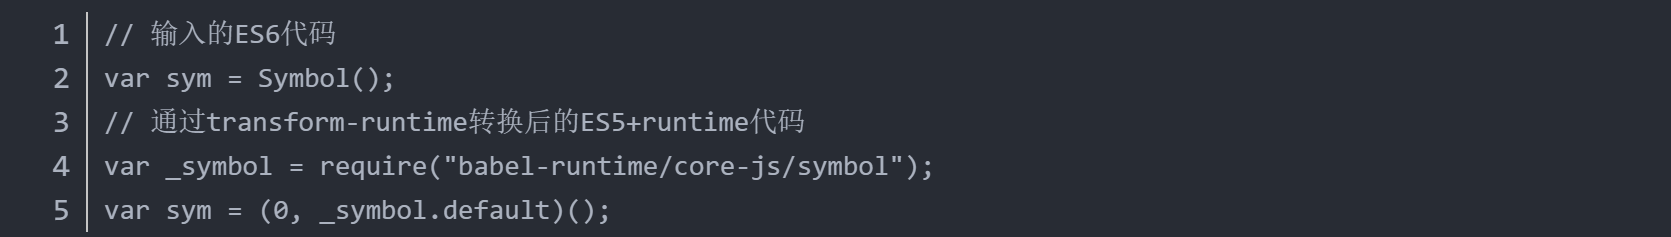 1 // 输入的ES6代码
2 var sym = Symbol();
3 // 通过transform-runtime转换后的ES5+runtime代码
4 var _symbol = require("babel-runtime/core-js/symbol");
5 var sym = (0, _symbol.default)();